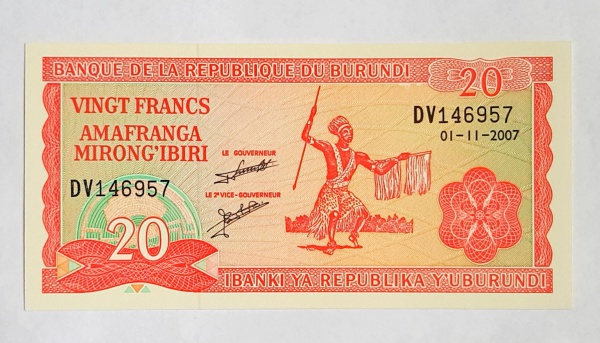 BANQUE DE LA REPUBLIQUE DU BURUNDI
20
VINGT FRANCS
AMAFRANGA
MIRONG'IBIRI
DV146957
01-11-2007
LE GOUVERNEUR
DV146957
LE 2e VICE-GOUVERNEUR
20
IBANKI YA REPUBLIKA Y'UBURUNDI